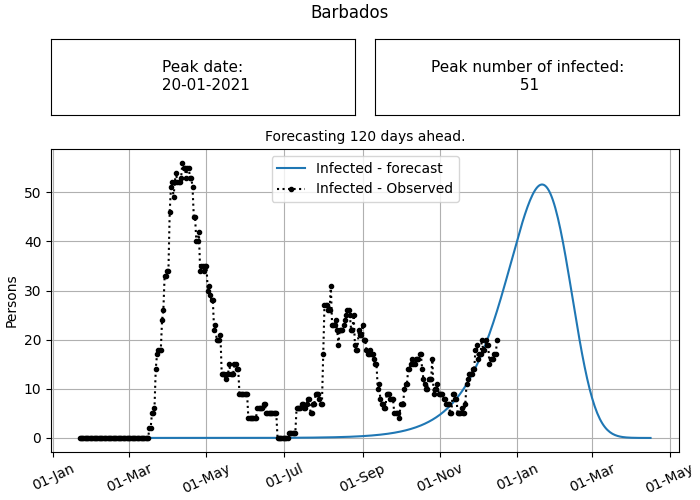 Barbados
Peak date:
20-01-2021
Peak number of infected:
51
Forecasting 120 days ahead.
Infected - forecast
Infected - Observed
Persons
50
40
30
20
10
0
01-Jan
01-Mar
01-May
01-Jul
01-Sep
01-Nov
01-Jan
01-Mar
01-May